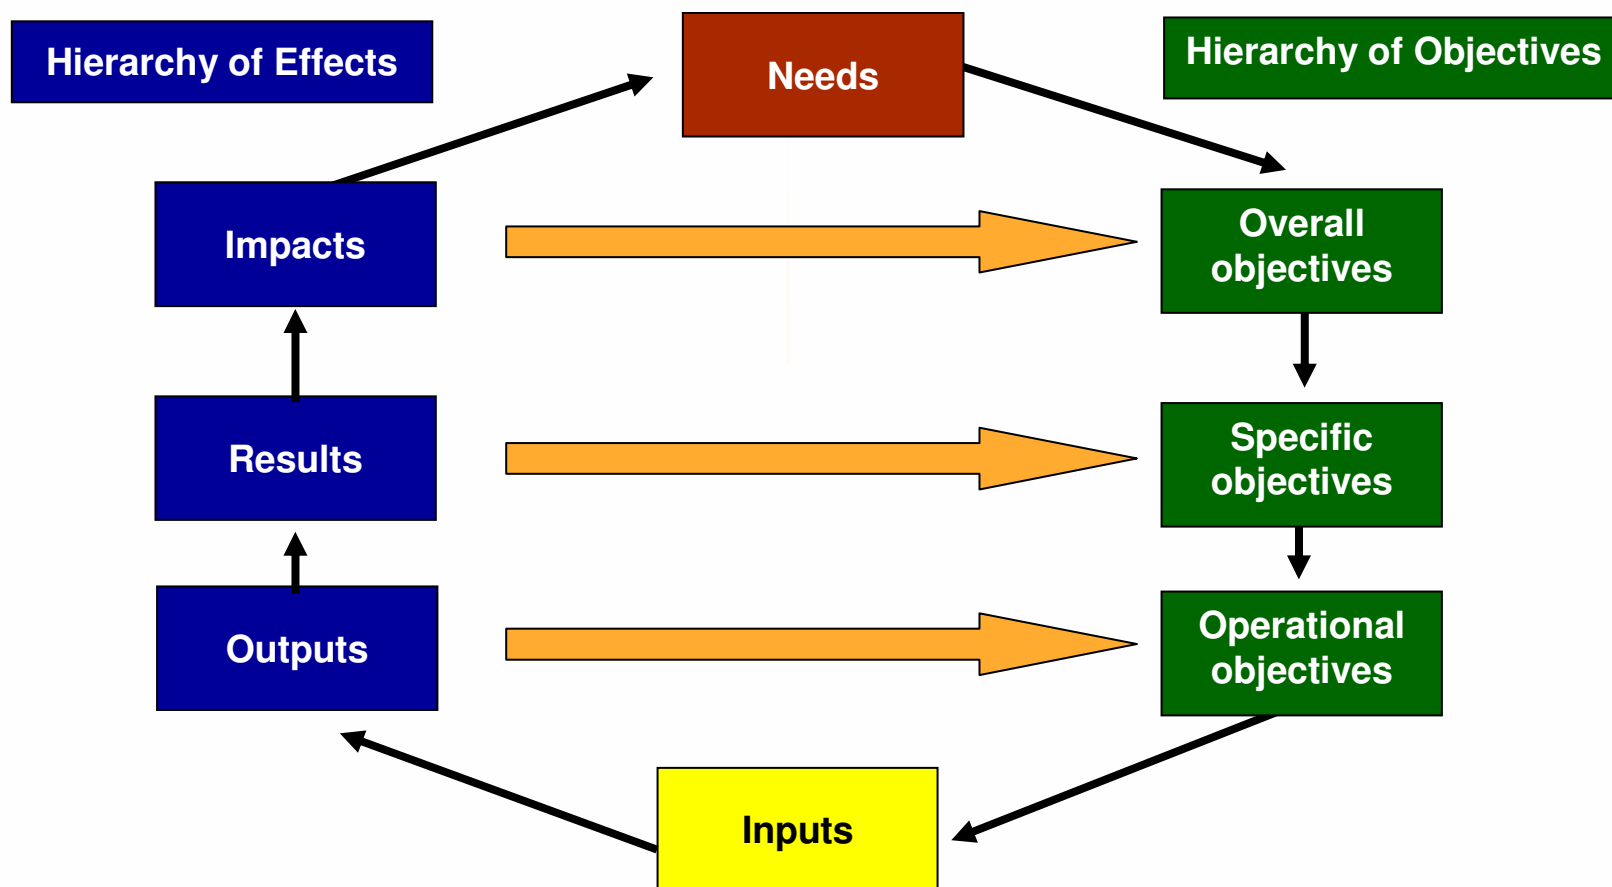 Hierarchy of Effects
Needs
Hierarchy of Objectives
Impacts
Overall
objectives
Results
Specific
objectives
Outputs
Operational
objectives
Inputs